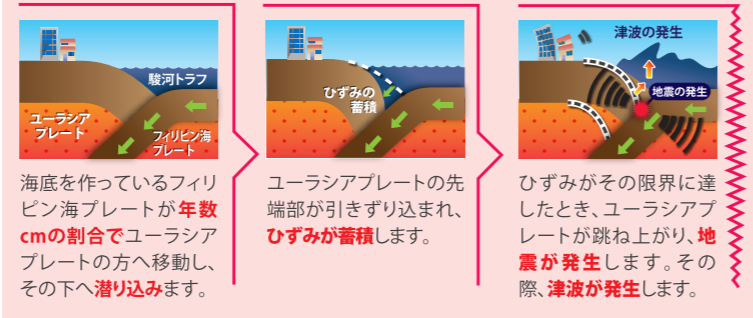 駿河トラフ
ユーラシア
プレート
フィリピン海
プレート
海底を作っているフィリ
ピン海プレートが年数
cmの割合でユーラシア
プレートの方へ移動し、
その下へ潜り込みます。
ひずみの
蓄積
ユーラシアプレートの先
端部が引きずり込まれ、
ひずみが蓄積します。
津波の発生
地震の発生
ひずみがその限界に達
したとき、ユーラシアプ
レートが跳ね上がり、地
震が発生します。その
際、津波が発生します。